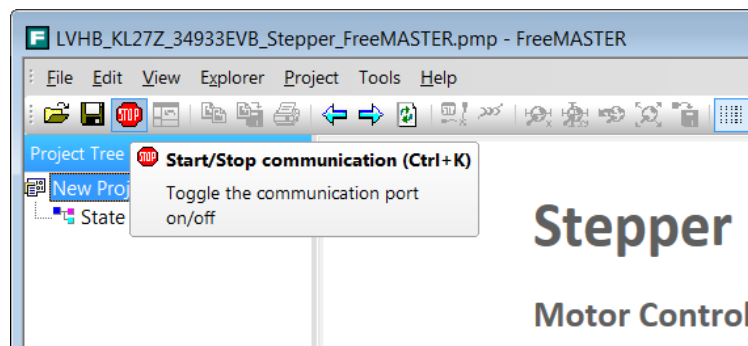 LVHB_KL27Z_34933EVB_Stepper_FreeMASTER.pmp - FreeMASTER
File Edit View Explorer Project Tools Help
STOP
Project Tree
STOP Start/Stop communication (Ctrl+K)
New Proj
Toggle the communication port
State
on/off
Stepper
Motor Control